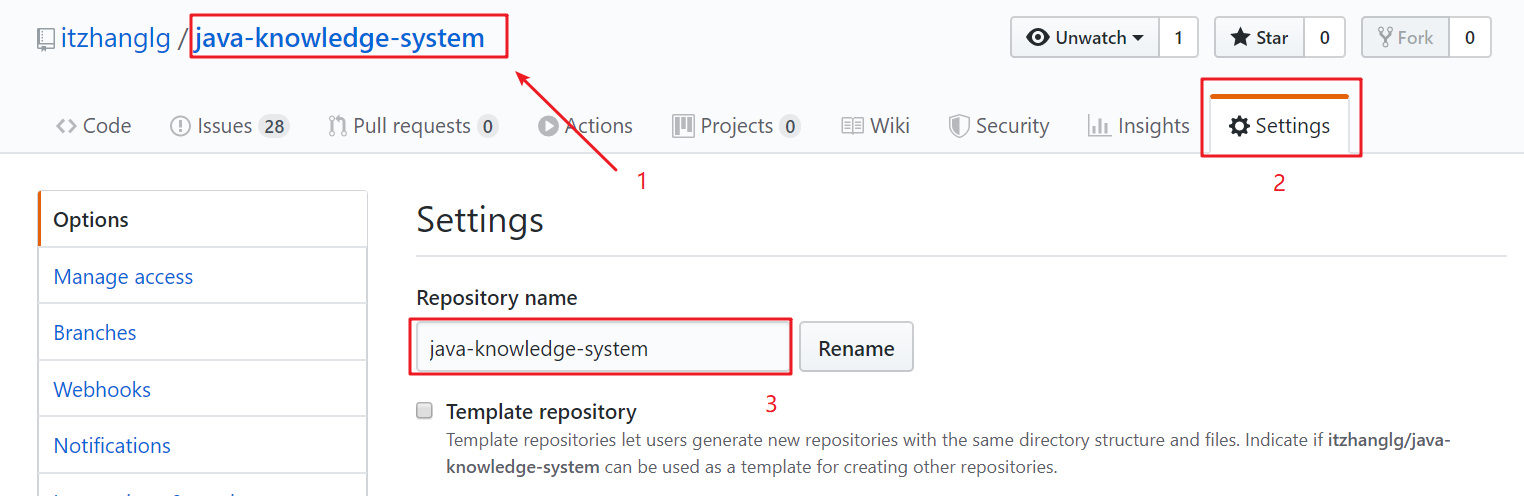 itzhanglg / java-knowledge-system
Unwatch 1 Star 0 Fork 0
Code Issues 28 Pull requests 0 Actions Projects 0 Wiki Security Insights Settings
1
2
Options
Manage access
Branches
Webhooks
Notifications
Settings
Repository name
java-knowledge-system Rename
3
Template repository
Template repositories let users generate new repositories with the same directory structure and files. Indicate if itzhanglg/java-
knowledge-system can be used as a template for creating other repositories.